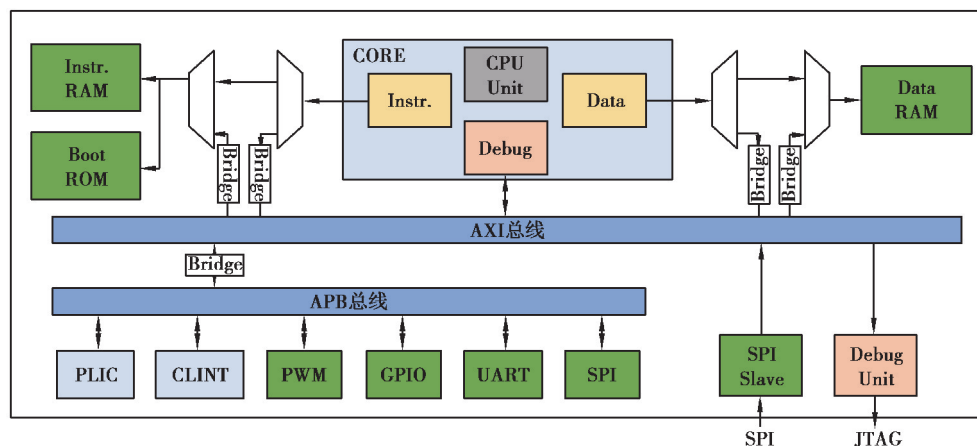 CORE
Instr.
RAM
CPU
Unit
Instr.
Data
Data
RAM
Boot
ROM
Debug
Bridge
Bridge
Bridge
Bridge
AXI总线
Bridge
APB总线
PLIC
CLINT
PWM
GPIO
UART
SPI
SPI
Slave
Debug
Unit
SPI
JTAG